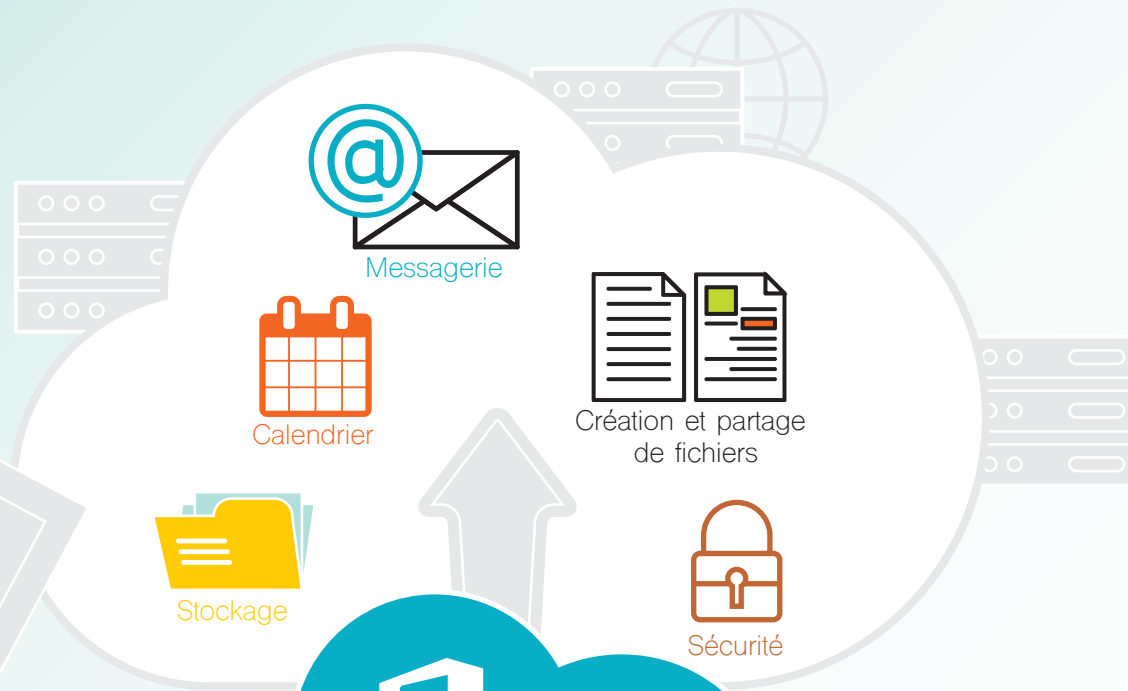 @
Messagerie
Calendrier
Création et partage
de fichiers
Stockage
Sécurité